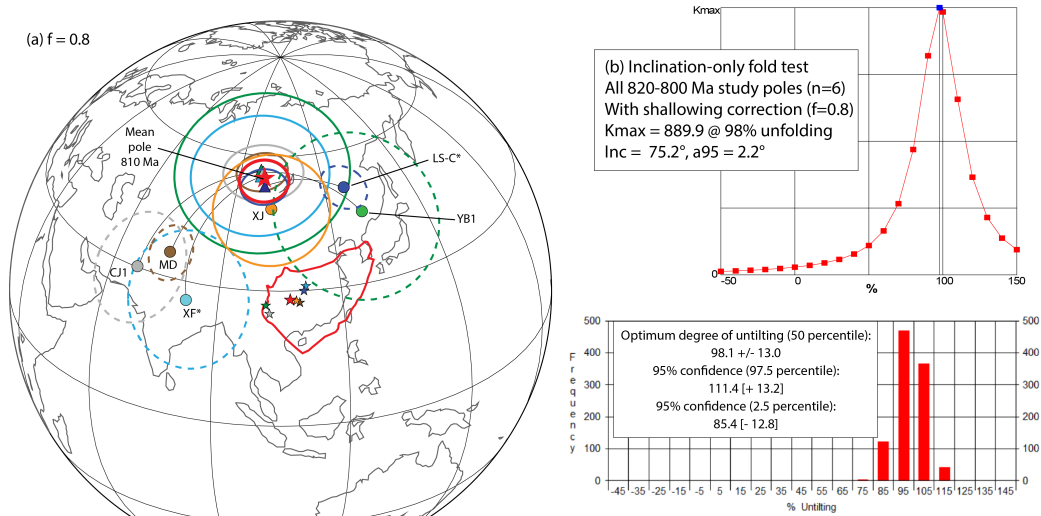 (a) f = 0.8
Mean
pole
810 Ma
LS-C*
YB1
XJ
CJ1
MD
XF*
Kmax
(b) Inclination-only fold test
All 820-800 Ma study poles (n=6)
With shallowing correction (f=0.8)
Kmax = 889.9 @ 98% unfolding
Inc = 75.2°, a95 = 2.2°
0
-50 0 100 150
%
500 500
400 400
300 300
200 200
100 100
0 0
Frequency
Optimum degree of untilting (50 percentile):
98.1 +/- 13.0
95% confidence (97.5 percentile):
111.4 [+ 13.2]
95% confidence (2.5 percentile):
85.4 [- 12.8]
-45 -35 -25 -15 -5 5 15 25 35 45 55 65 75 85 95 105 115 125 135 145
% Untilting